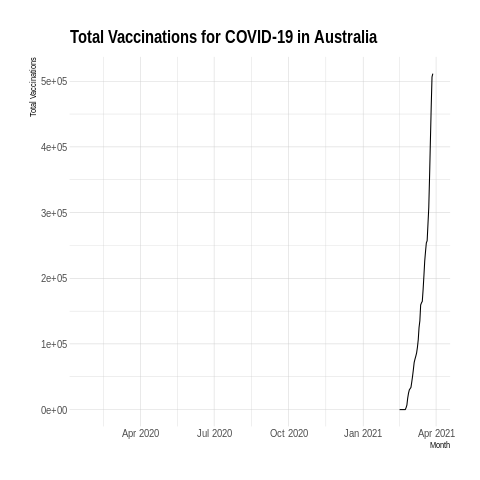 Total Vaccinations for COVID-19 in Australia
Total Vaccinations
5e+05
4e+05
3e+05
2e+05
1e+05
0e+00
Apr 2020 Jul 2020 Oct 2020 Jan 2021 Apr 2021
Month